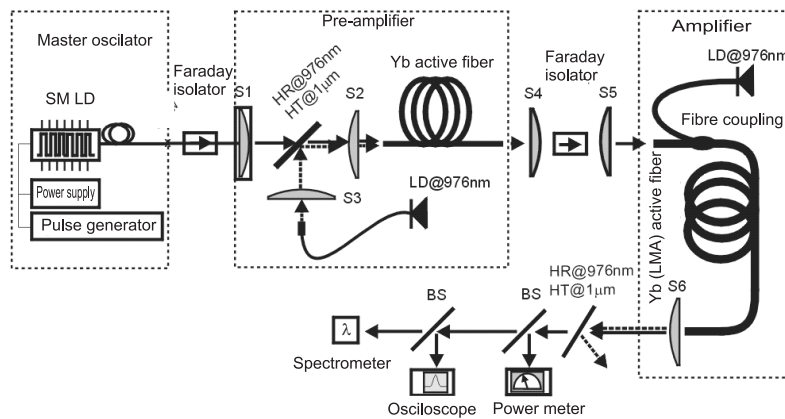 Master oscilator
SM LD
Power supply
Pulse generator
Faraday
isolator
Pre-amplifier
S1
HR@976nm
HT@1µm
S2
Yb active fiber
S3
LD@976nm
Faraday
isolator
S4
S5
Amplifier
LD@976nm
Fibre coupling
Yb (LMA) active fiber
S6
HR@976nm
HT@1µm
BS
BS
λ
Spectrometer
Osciloscope
Power meter